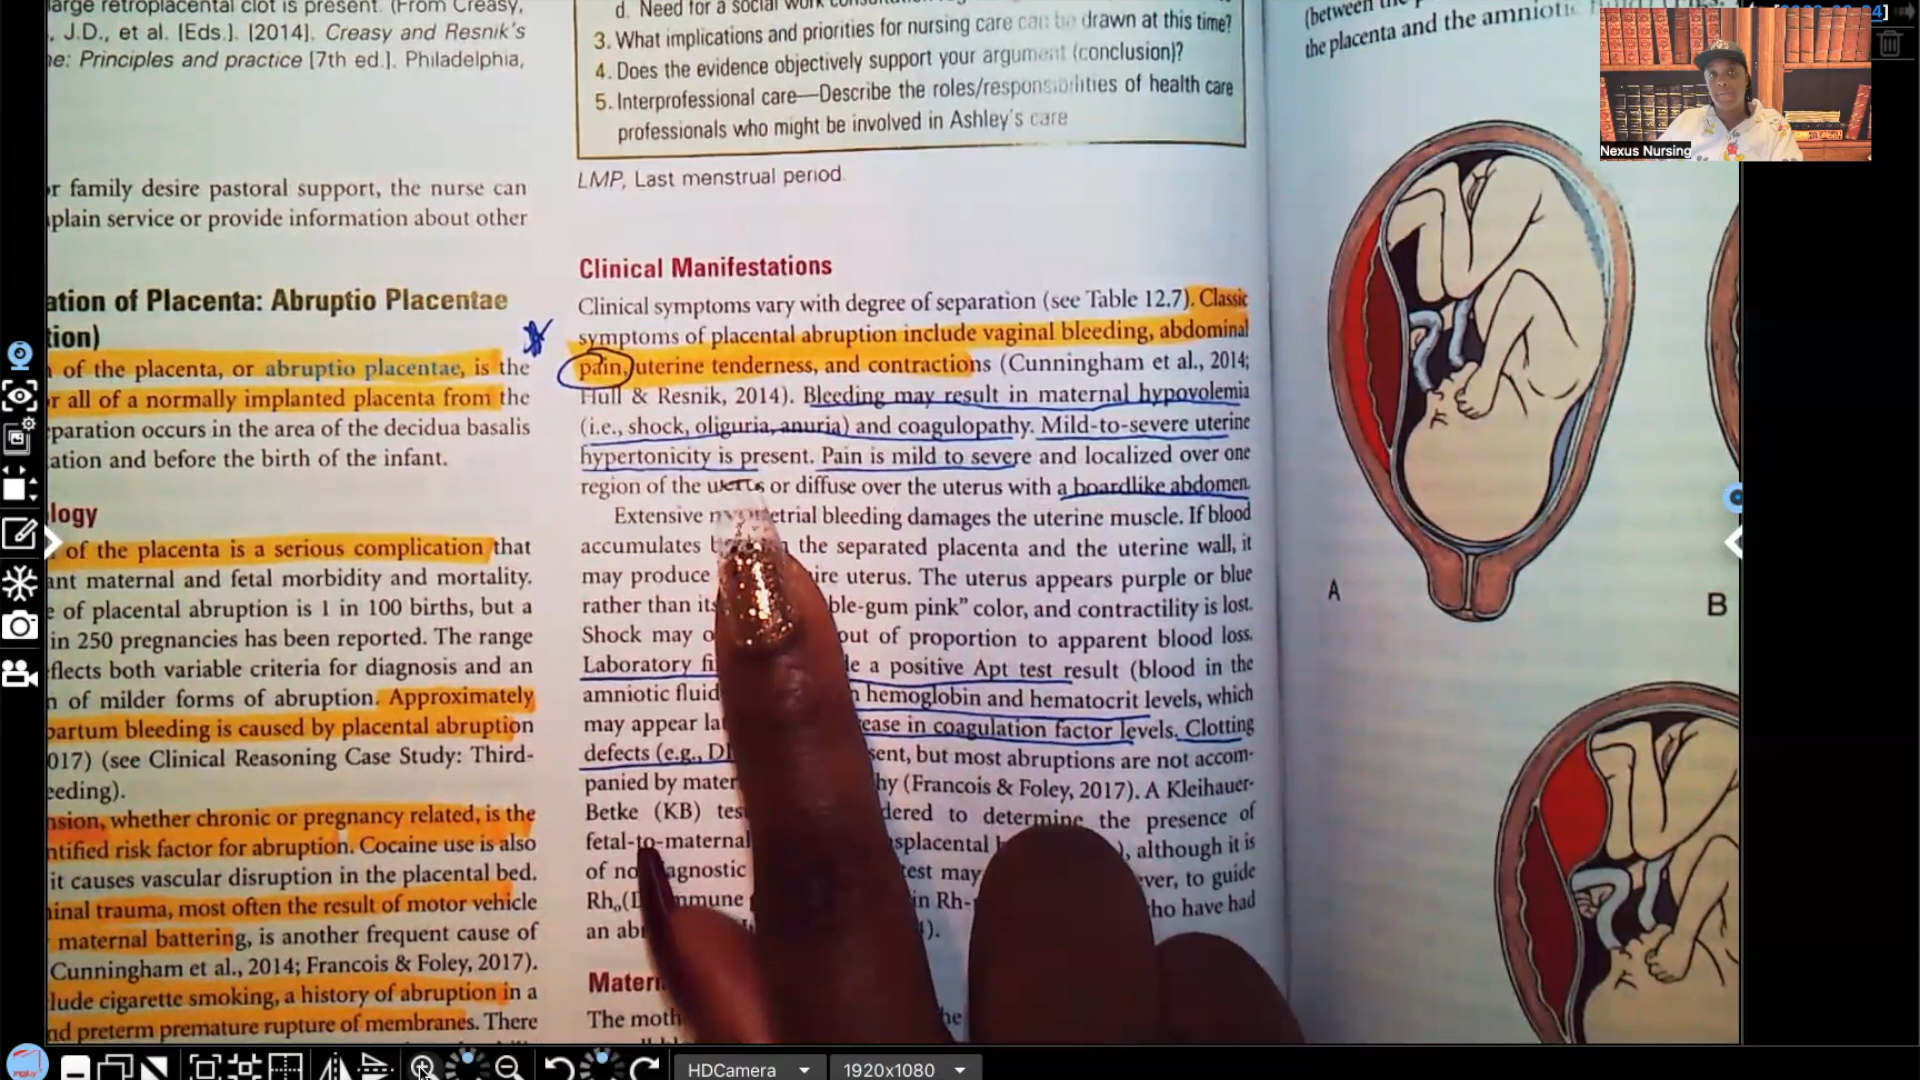 arge retroplacental clot is present. (From Creasy,
, J.D., et al. [Eds.]. [2014]. Creasy and Resnik's
ne: Principles and practice [7th ed.]. Philadelphia,
r family desire pastoral support, the nurse can
plain service or provide information about other
ation of Placenta: Abruptio Placentae
tion)
of the placenta, or abruptio placentae, is the
r all of a normally implanted placenta from the
paration occurs in the area of the decidua basalis
ation and before the birth of the infant.
logy
of the placenta is a serious complication that
ant maternal and fetal morbidity and mortality.
e of placental abruption is 1 in 100 births, but a
in 250 pregnancies has been reported. The range
eflects both variable criteria for diagnosis and an
n of milder forms of abruption. Approximately
partum bleeding is caused by placental abruption
017) (see Clinical Reasoning Case Study: Third-
eeding).
nsion, whether chronic or pregnancy related, is the
ntified risk factor for abruption. Cocaine use is also
it causes vascular disruption in the placental bed.
inal trauma, most often the result of motor vehicle
maternal battering, is another frequent cause of
Cunningham et al., 2014; Francois & Foley, 2017).
lude cigarette smoking, a history of abruption in a
nd preterm premature rupture of membranes. There
d. Need for a social work
3. What implications and priorities for nursing care can be drawn at this time?
4. Does the evidence objectively support your argument (conclusion)?
5. Interprofessional care—Describe the roles/responsibilities of health care
professionals who might be involved in Ashley's care
LMP, Last menstrual period.
Clinical Manifestations
Clinical symptoms vary with degree of separation (see Table 12.7). Classic
symptoms of placental abruption include vaginal bleeding, abdominal
pain, uterine tenderness, and contractions (Cunningham et al., 2014;
Hull & Resnik, 2014). Bleeding may result in maternal hypovolemia
(i.e., shock, oliguria, anuria) and coagulopathy. Mild-to-severe uterine
hypertonicity is present. Pain is mild to severe and localized over one
region of the or diffuse over the uterus with a boardlike abdomen.
Extensive trial bleeding damages the uterine muscle. If blood
accumulates the separated placenta and the uterine wall, it
may produce ire uterus. The uterus appears purple or blue
rather than its ble-gum pink” color, and contractility is lost.
Shock may o out of proportion to apparent blood loss.
Laboratory fi e a positive Apt test result (blood in the
amniotic fluid hemoglobin and hematocrit levels, which
may appear la ease in coagulation factor levels. Clotting
defects (e.g., DI sent, but most abruptions are not accom-
panied by mater hy (Francois & Foley, 2017). A Kleihauer-
Betke (KB) tes dered to determine the presence of
fetal-to-maternal splacental ), although it is
of no diagnostic test may ver, to guide
mmune in Rh- ho have had
an ab ).
Matern
The moth he
(between the
the placenta and the amniotic
A
B
Nexus Nursing
HDCamera
1920x1080